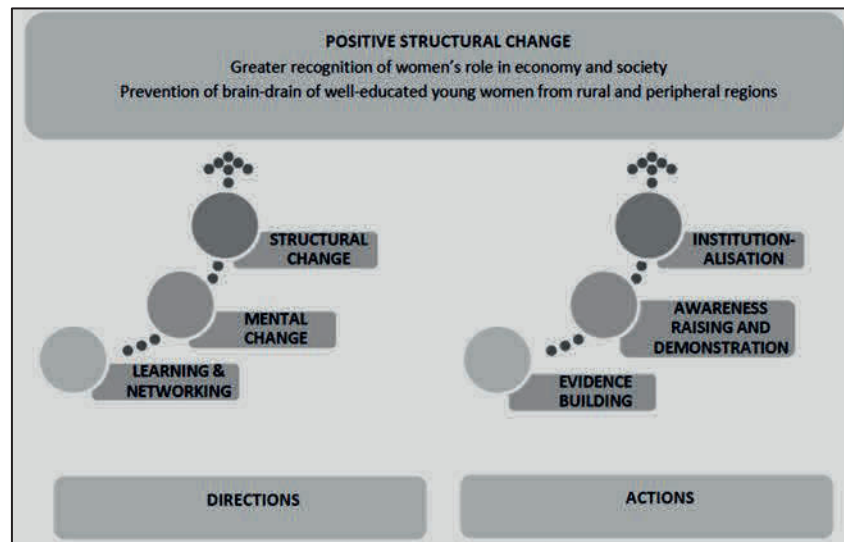 POSITIVE STRUCTURAL CHANGE
Greater recognition of women's role in economy and society
Prevention of brain-drain of well-educated young women from rural and peripheral regions
STRUCTURAL
CHANGE
MENTAL
CHANGE
LEARNING &
NETWORKING
DIRECTIONS
INSTITUTION-
ALISATION
AWARENESS
RAISING AND
DEMONSTRATION
EVIDENCE
BUILDING
ACTIONS